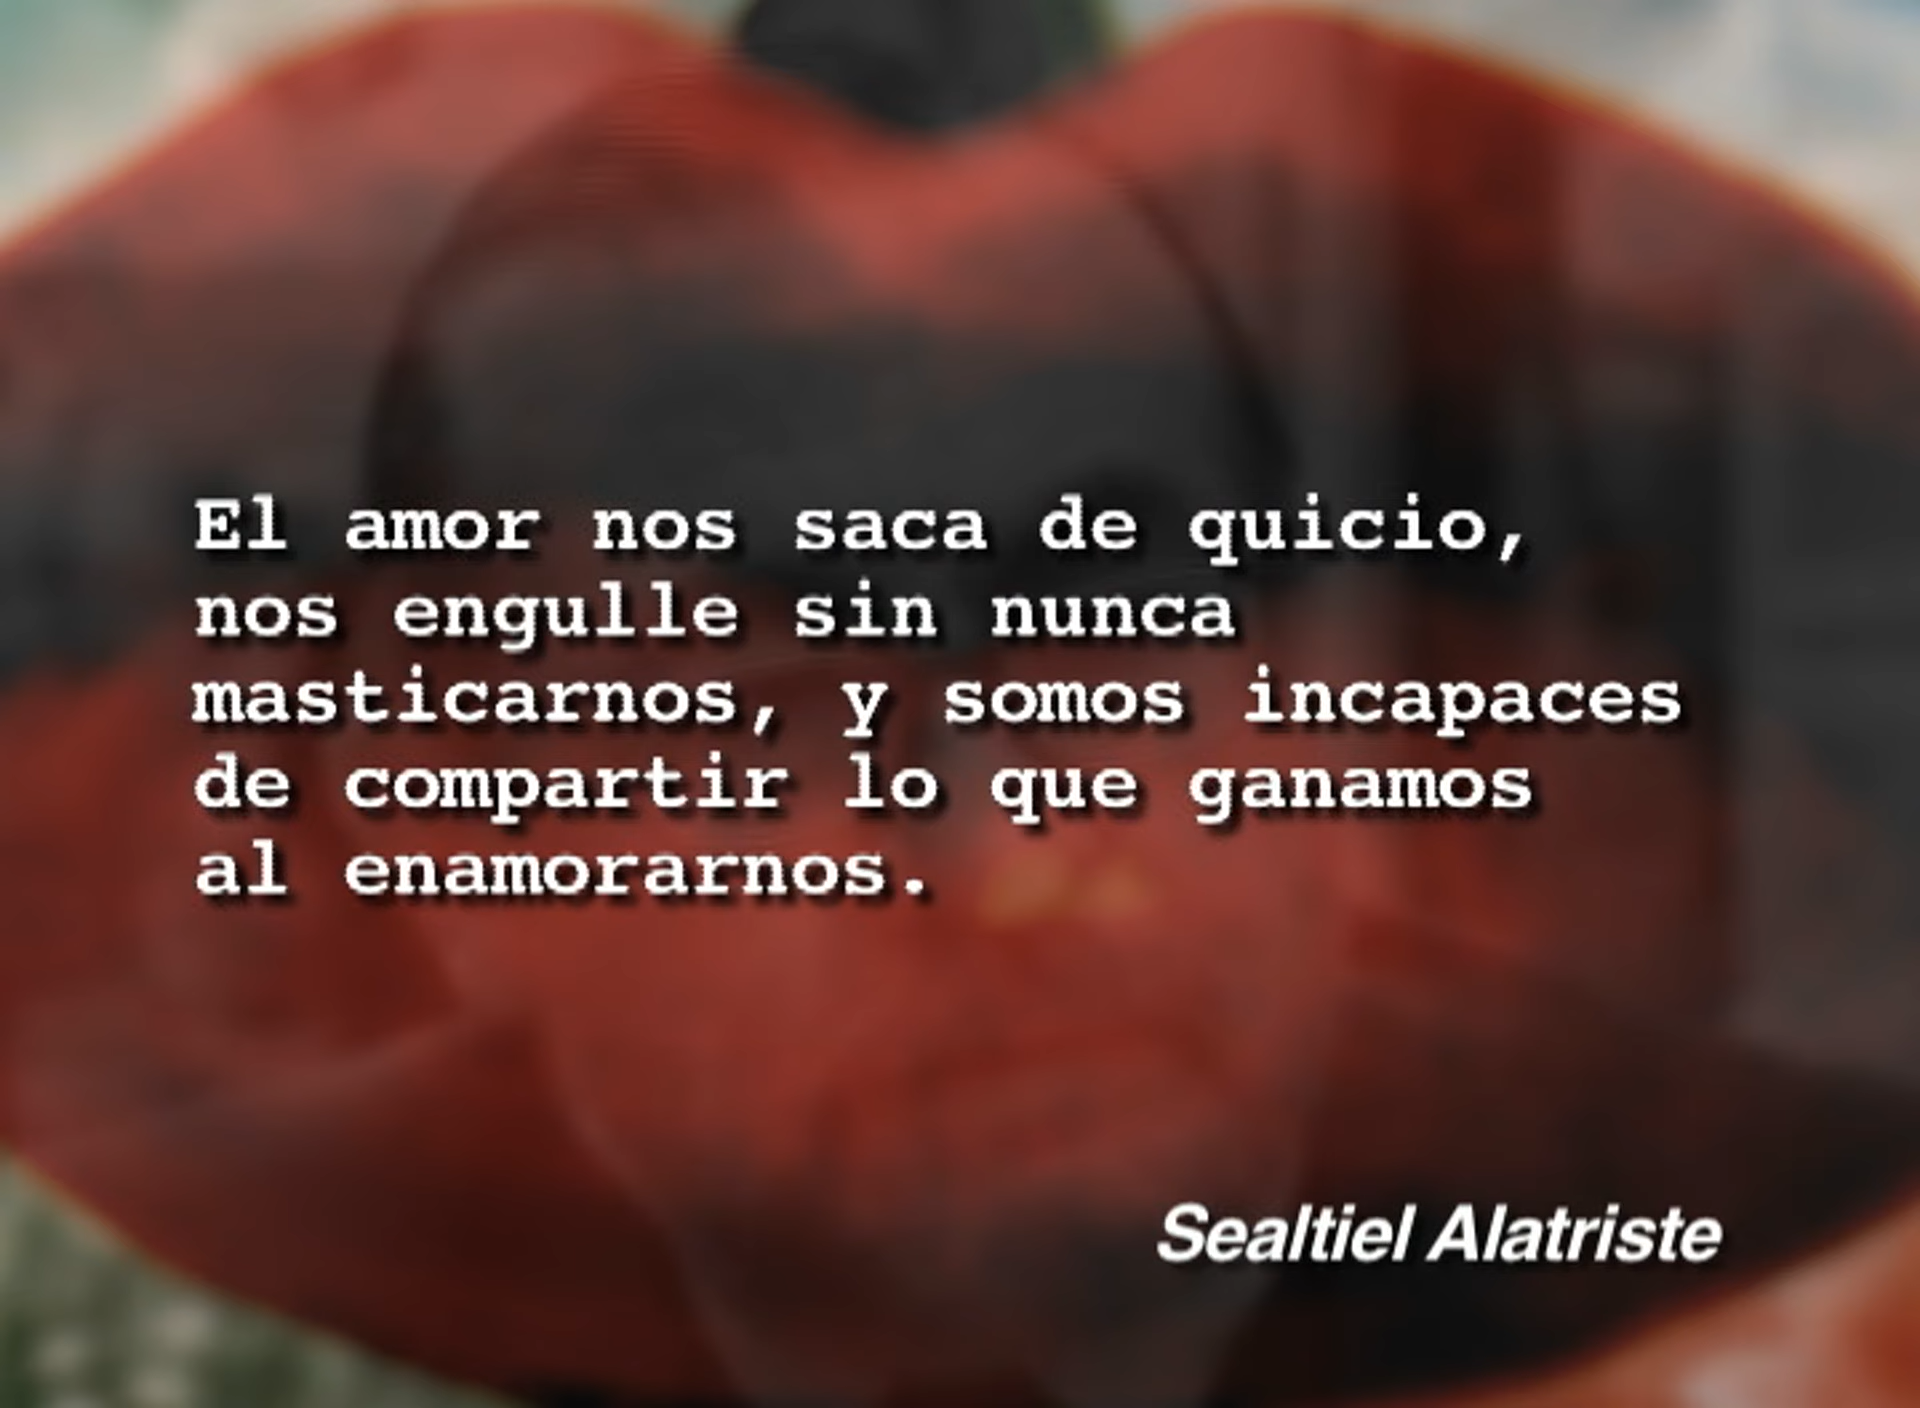 El amor nos saca de quicio,
nos engulle sin nunca
masticarnos, y somos incapaces
de compartir lo que ganamos
al enamorarnos.
Sealtiel Alatriste